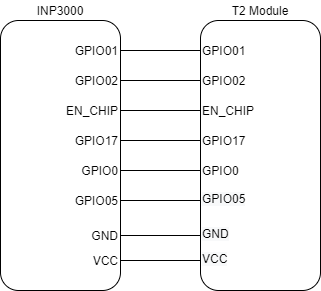 INP3000 T2 Module
GPIO01 GPIO01
GPIO02 GPIO02
EN_CHIP EN_CHIP
GPIO17 GPIO17
GPIO0 GPIO0
GPIO05 GPIO05
GND GND
VCC VCC